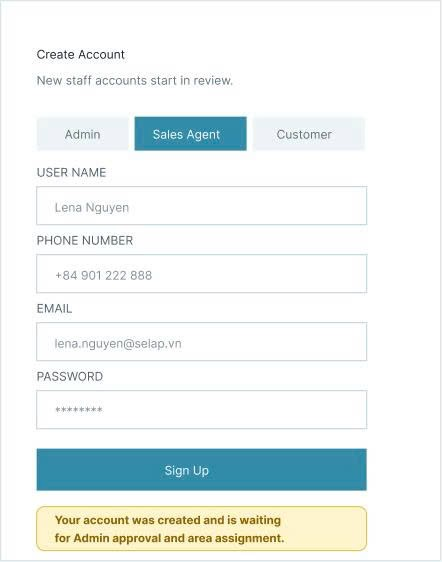 Create Account
New staff accounts start in review.
Admin Sales Agent Customer
USER NAME
Lena Nguyen
PHONE NUMBER
+84 901 222 888
EMAIL
lena.nguyen@selap.vn
PASSWORD
********
Sign Up
Your account was created and is waiting
for Admin approval and area assignment.